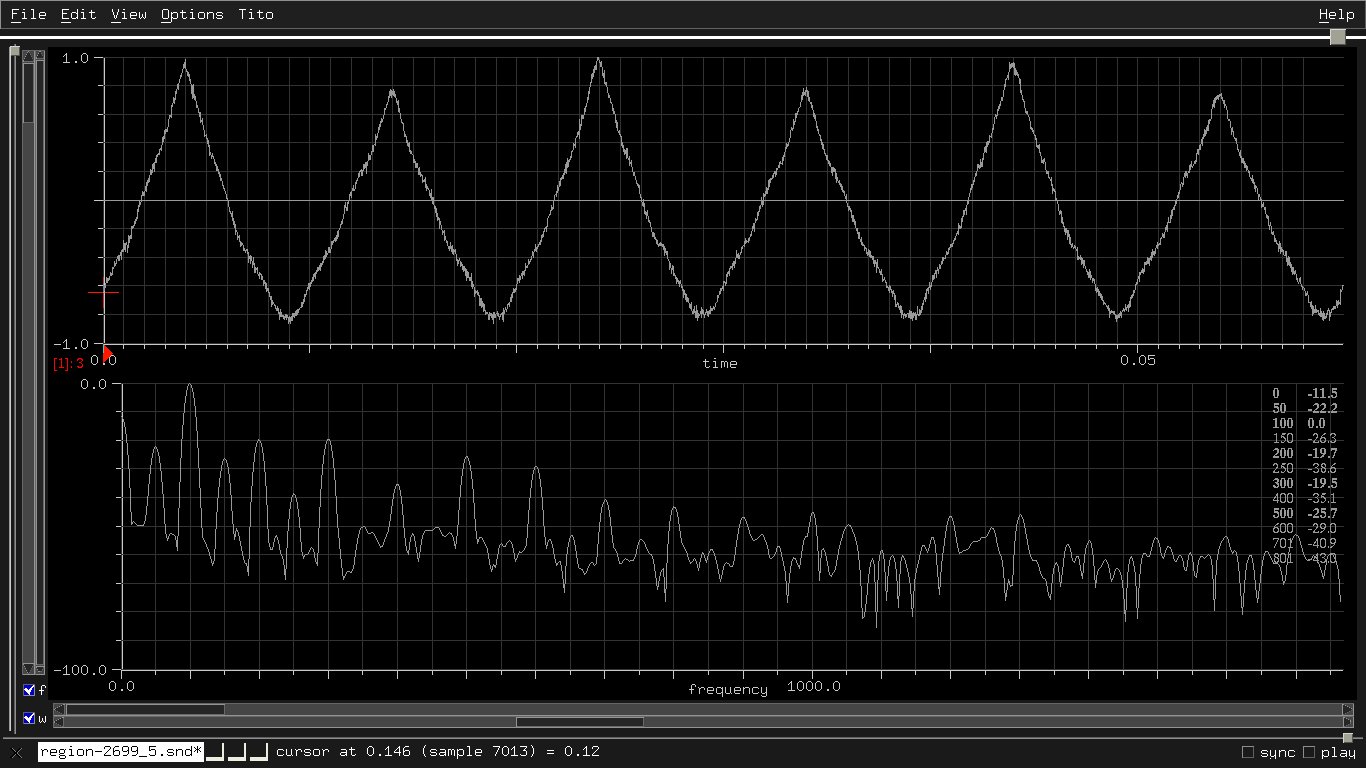 File Edit View Options Tito Help
1.0
-1.0
[1]: 3 0.0 time 0.05
0.0
0 -11.5
50 -22.2
100 0.0
150 -26.3
200 -19.7
250 -38.6
300 -19.5
400 -35.1
500 -25.7
600 -29.0
701 -40.9
801 -43.0
-100.0
0.0 frequency 1000.0
f
w
region-2699_5.snd* cursor at 0.146 (sample 7013) = 0.12 sync play